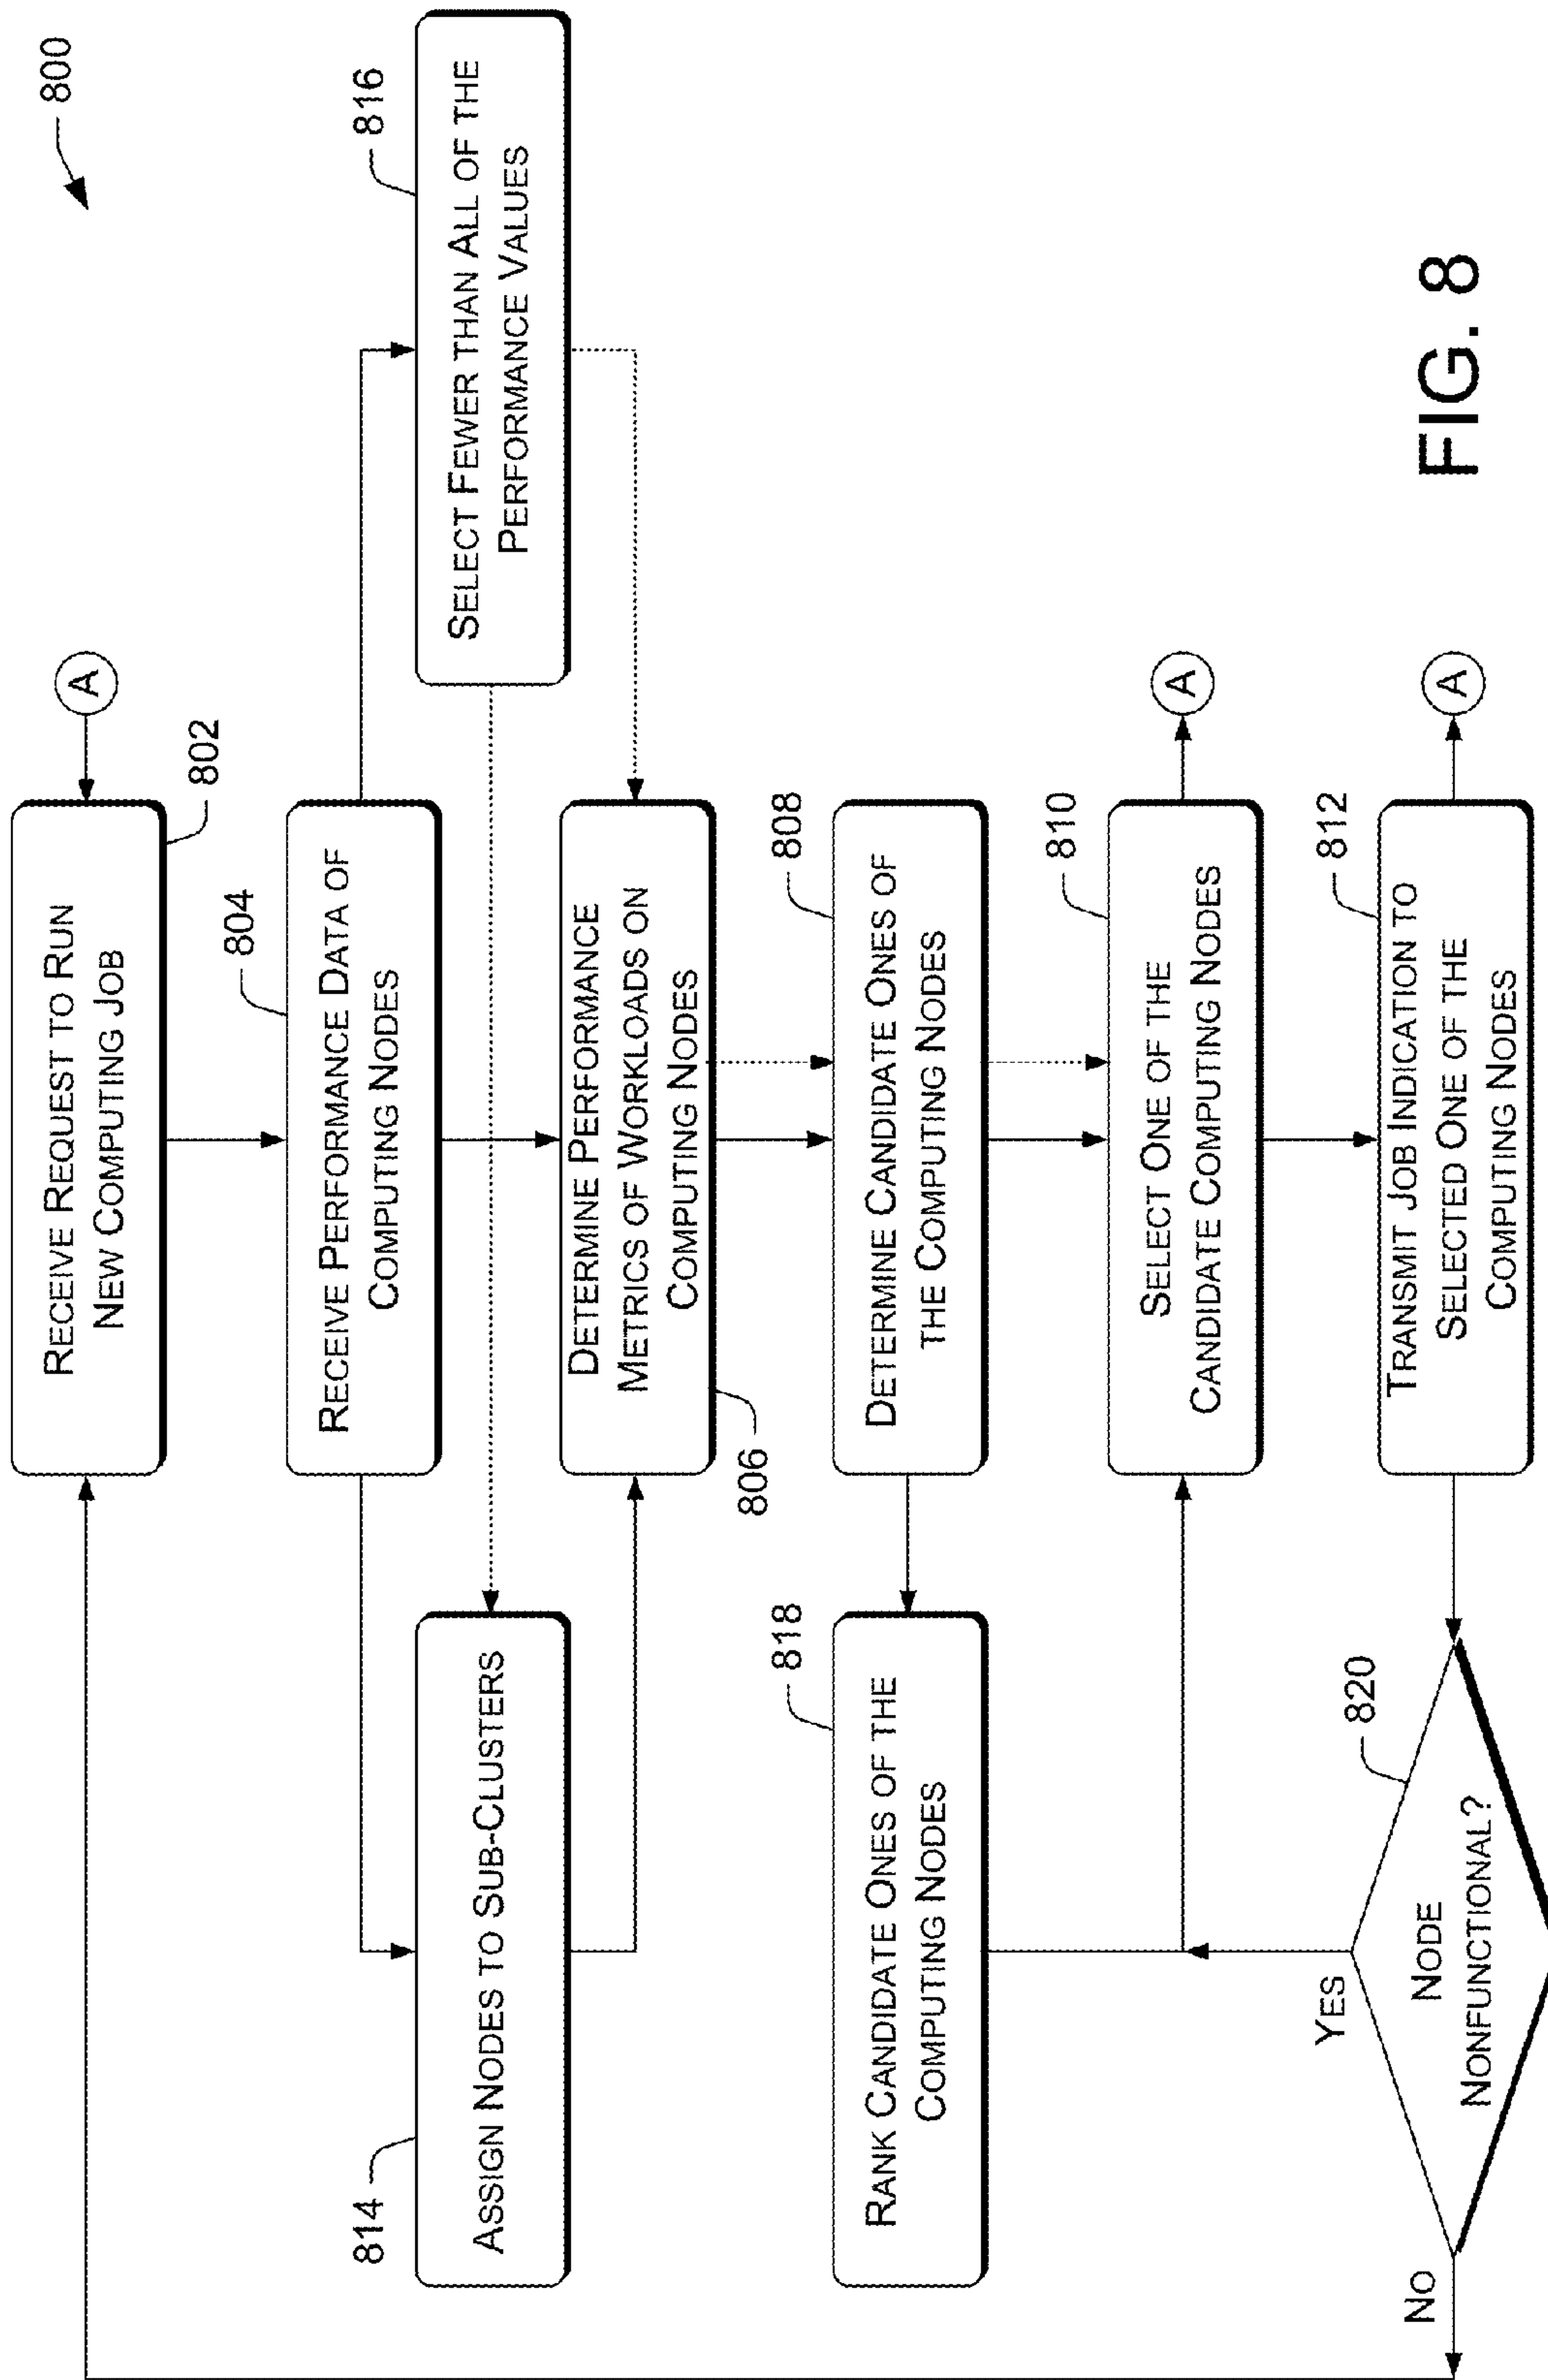 800
RECEIVE REQUEST TO RUN
NEW COMPUTING JOB
802
A
RECEIVE PERFORMANCE DATA OF
COMPUTING NODES
804
ASSIGN NODES TO SUB-CLUSTERS
814
SELECT FEWER THAN ALL OF THE
PERFORMANCE VALUES
816
DETERMINE PERFORMANCE
METRICS OF WORKLOADS ON
COMPUTING NODES
806
DETERMINE CANDIDATE ONES OF
THE COMPUTING NODES
808
RANK CANDIDATE ONES OF THE
COMPUTING NODES
818
SELECT ONE OF THE
CANDIDATE COMPUTING NODES
810
A
TRANSMIT JOB INDICATION TO
SELECTED ONE OF THE
COMPUTING NODES
812
A
NODE
NONFUNCTIONAL?
820
YES
NO
FIG. 8